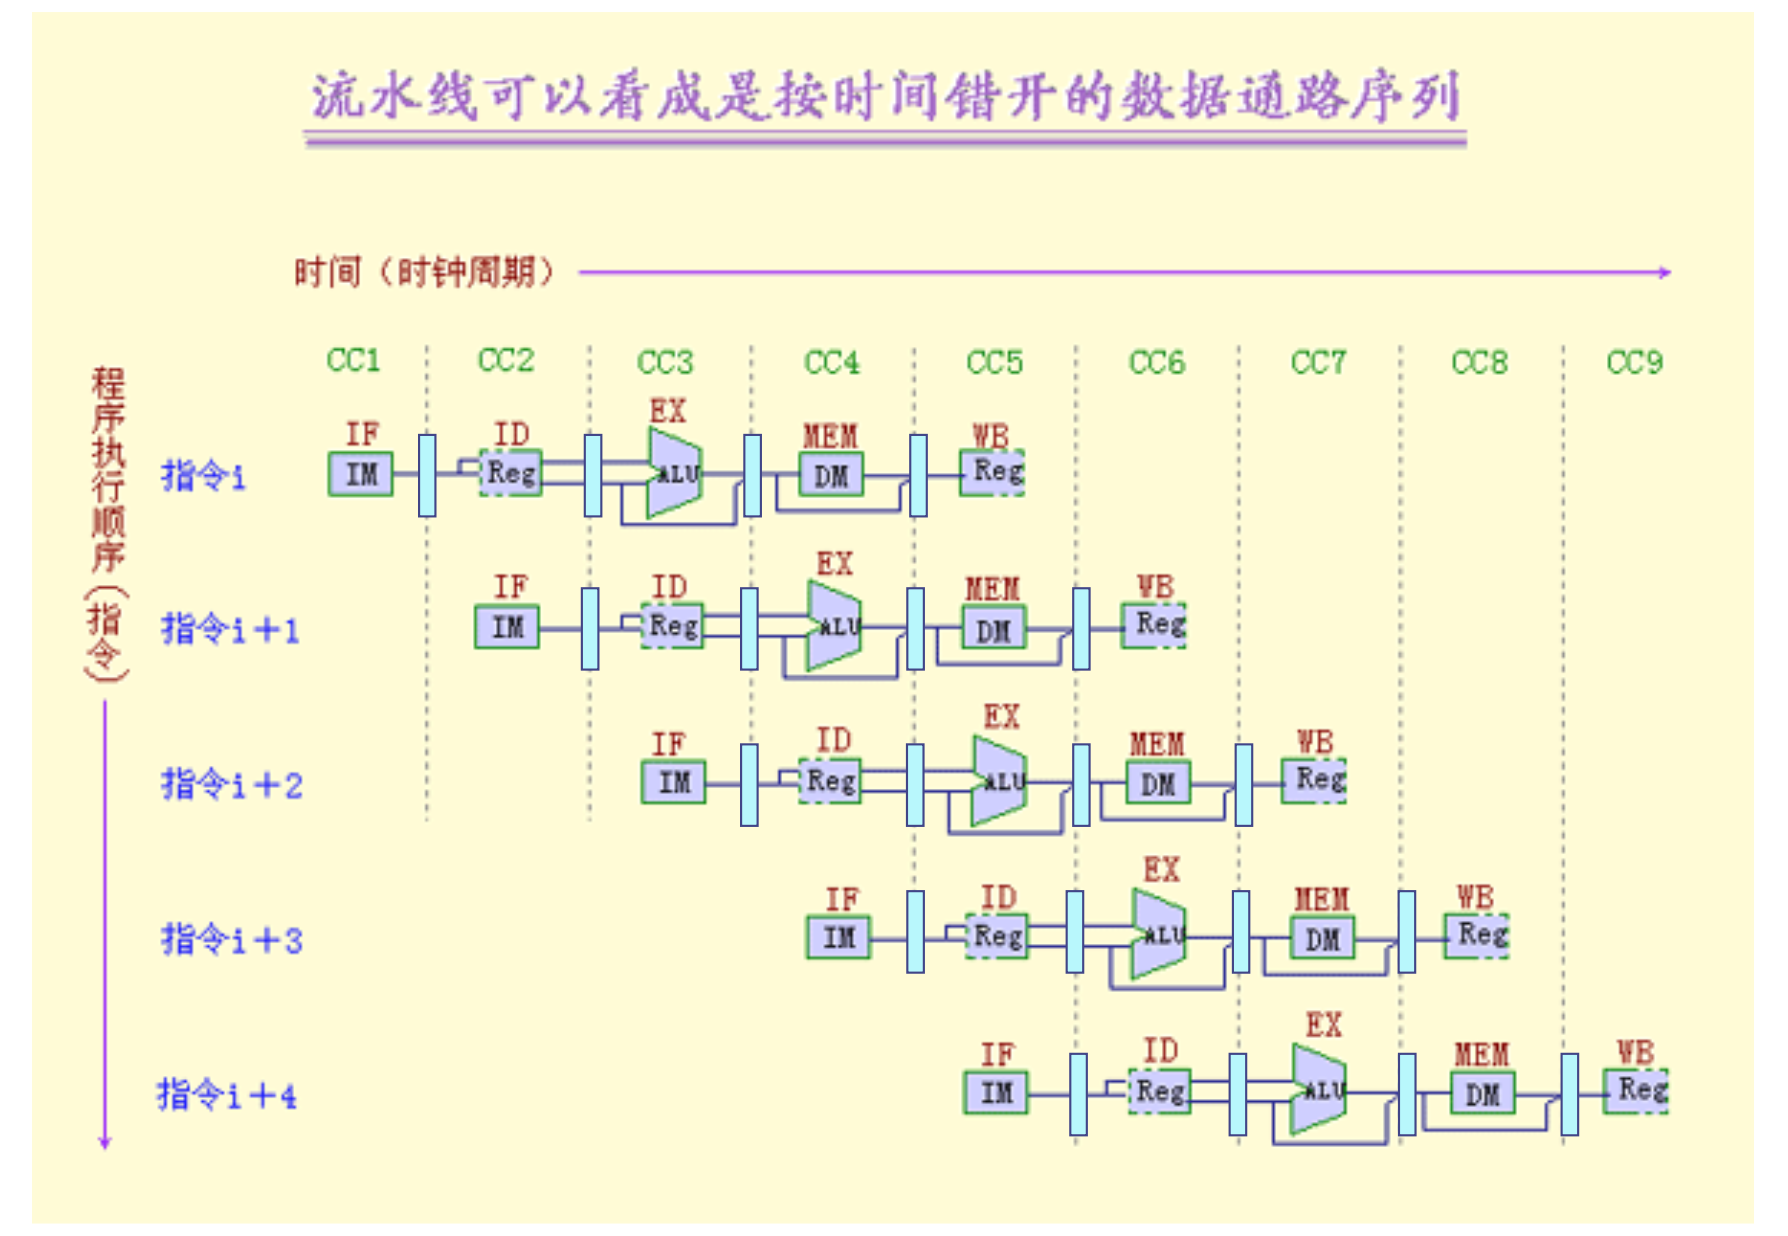 流水线可以看成是按时间错开的数据通路序列
时间（时钟周期）
CC1 CC2 CC3 CC4 CC5 CC6 CC7 CC8 CC9
程序执行顺序（指令）
IF ID EX MEM WB
指令i IM Reg ALU DM Reg
IF ID EX MEM WB
指令i+1 IM Reg ALU DM Reg
IF ID EX MEM WB
指令i+2 IM Reg ALU DM Reg
IF ID EX MEM WB
指令i+3 IM Reg ALU DM Reg
IF ID EX MEM WB
指令i+4 IM Reg ALU DM Reg